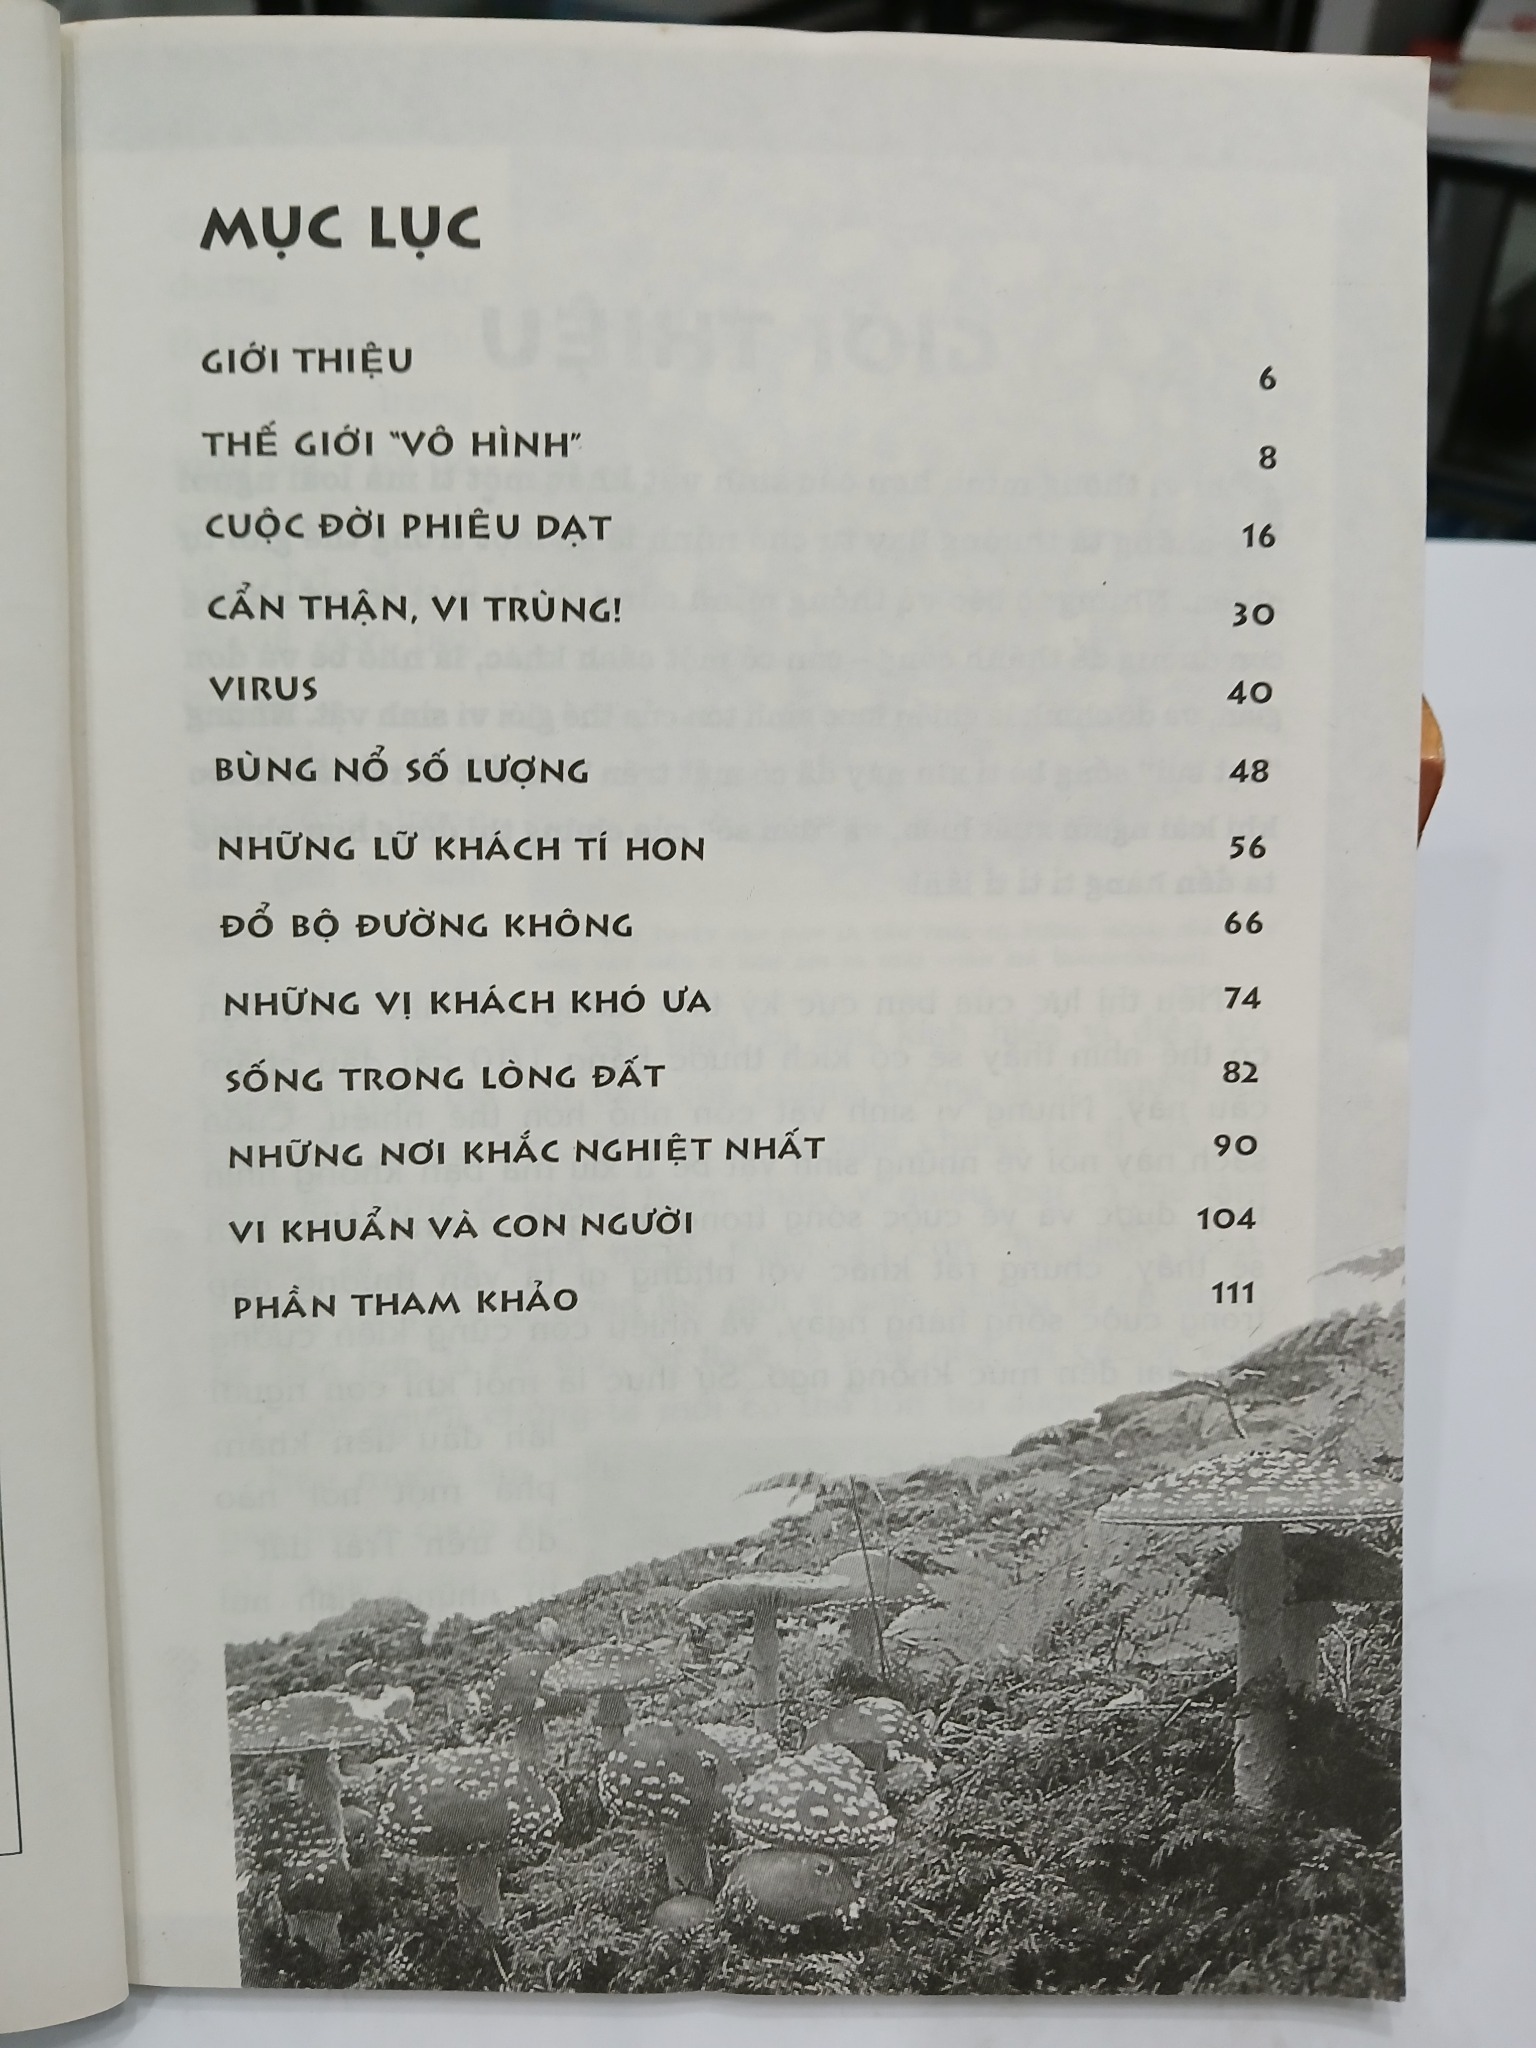 MỤC LỤC
GIỚI THIỆU 6
THẾ GIỚI "VÔ HÌNH" 8
CUỘC ĐỜI PHIÊU DẠT 16
CẨN THẬN, VI TRÙNG! 30
VIRUS 40
BÙNG NỔ SỐ LƯỢNG 48
NHỮNG LỮ KHÁCH TÍ HON 56
ĐỔ BỘ ĐƯỜNG KHÔNG 66
NHỮNG VỊ KHÁCH KHÓ ƯA 74
SỐNG TRONG LÒNG ĐẤT 82
NHỮNG NƠI KHẮC NGHIỆT NHẤT 90
VI KHUẨN VÀ CON NGƯỜI 104
PHẦN THAM KHẢO 111